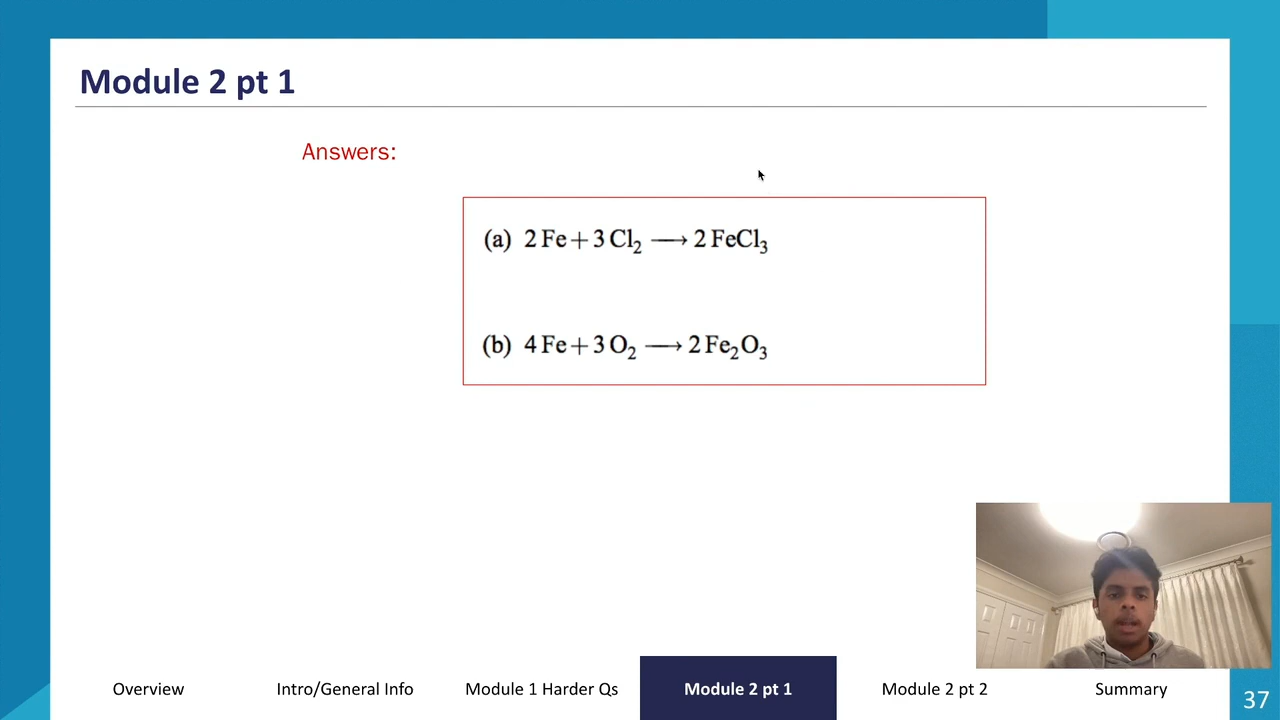 Module 2 pt 1
Answers:
(a) 2 Fe + 3 Cl₂ ⟶ 2 FeCl₃
(b) 4 Fe + 3 O₂ ⟶ 2 Fe₂O₃
Overview
Intro/General Info
Module 1 Harder Qs
Module 2 pt 1
Module 2 pt 2
Summary
37